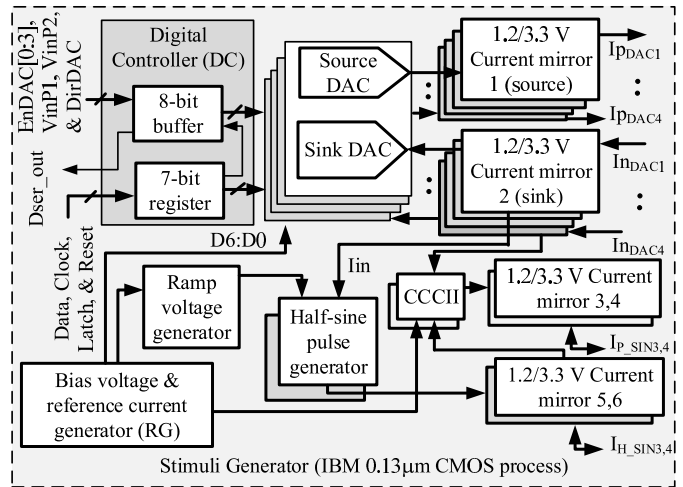 EnDAC[0:3],
VinP1, VinP2,
& DirDAC
Digital
Controller (DC)
8-bit
buffer
7-bit
register
Dser_out
Data, Clock,
Latch, & Reset
D6:D0
Source
DAC
Sink DAC
1.2/3.3 V
Current mirror
1 (source)
IpDAC1
IpDAC4
1.2/3.3 V
Current mirror
2 (sink)
InDAC1
InDAC4
Iin
Ramp
voltage
generator
Half-sine
pulse
generator
CCCII
1.2/3.3 V Current
mirror 3,4
IP_SIN3,4
1.2/3.3 V Current
mirror 5,6
IH_SIN3,4
Bias voltage &
reference current
generator (RG)
Stimuli Generator (IBM 0.13μm CMOS process)